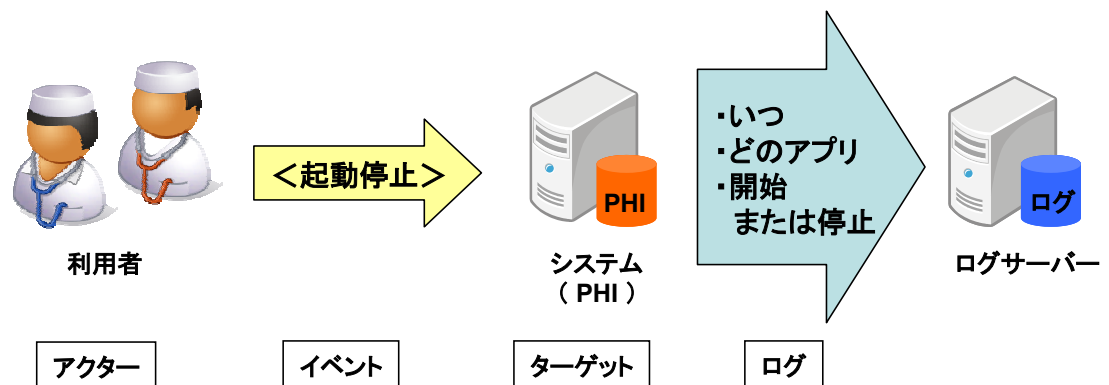 ＜起動停止＞
PHI
・いつ
・どのアプリ
・開始
または停止
ログ
利用者
システム
（ PHI ）
ログサーバー
アクター
イベント
ターゲット
ログ